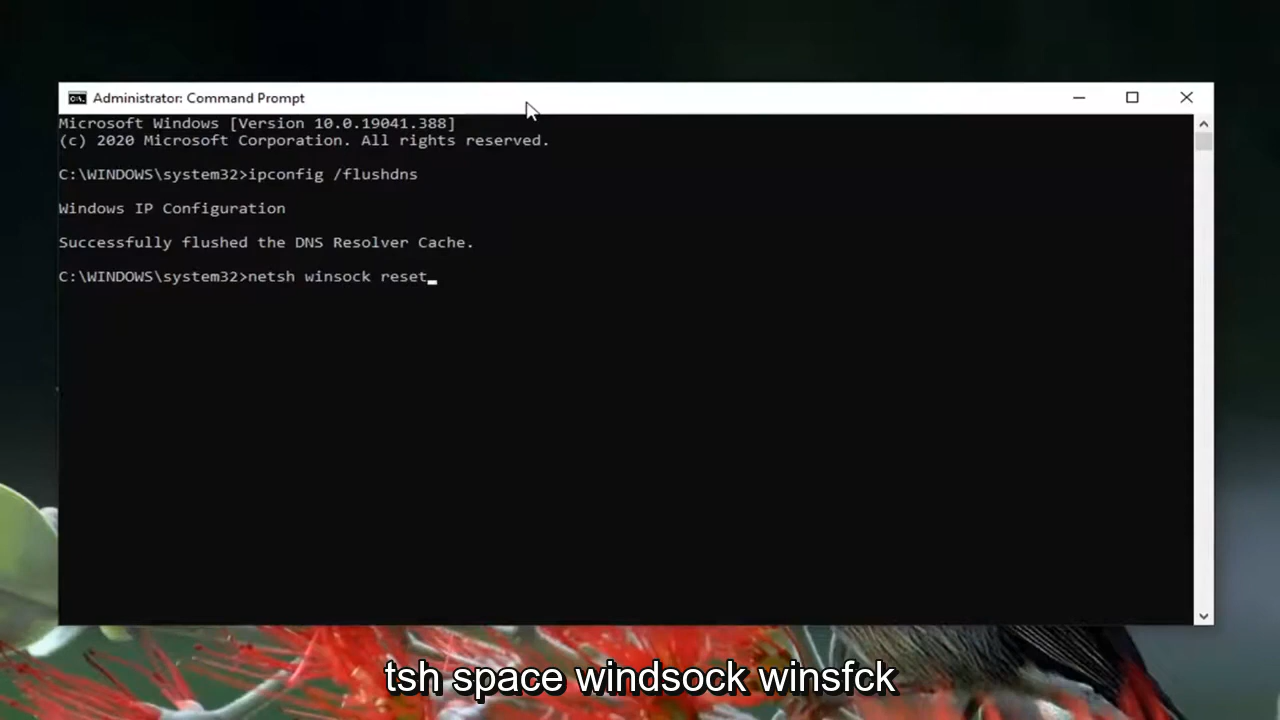 Administrator: Command Prompt
Microsoft Windows [Version 10.0.19041.388]
(c) 2020 Microsoft Corporation. All rights reserved.
C:\WINDOWS\system32>ipconfig /flushdns
Windows IP Configuration
Successfully flushed the DNS Resolver Cache.
C:\WINDOWS\system32>netsh winsock reset
tsh space windsock winsfck